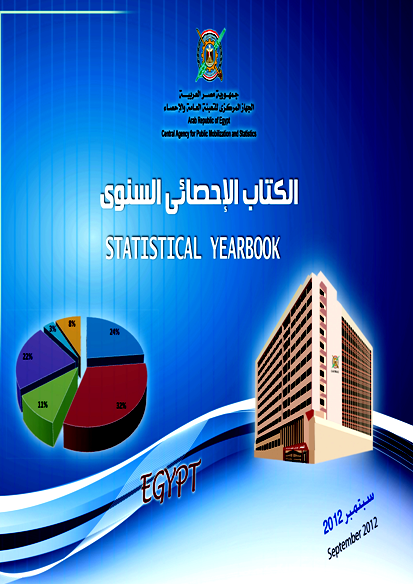 جمهورية مصر العربية
الجهاز المركزى للتعبئة العامة والإحصاء
Arab Republic of Egypt
Central Agency for Public Mobilization and Statistics
الكتاب الإحصائى السنوى
STATISTICAL YEARBOOK
8%
3%
24%
22%
11%
32%
EGYPT
سبتمبر 2012
September 2012